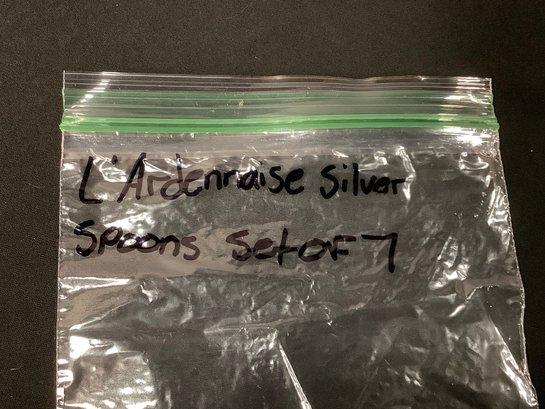 L'Ardennaise Silver
Spoons Set of 7